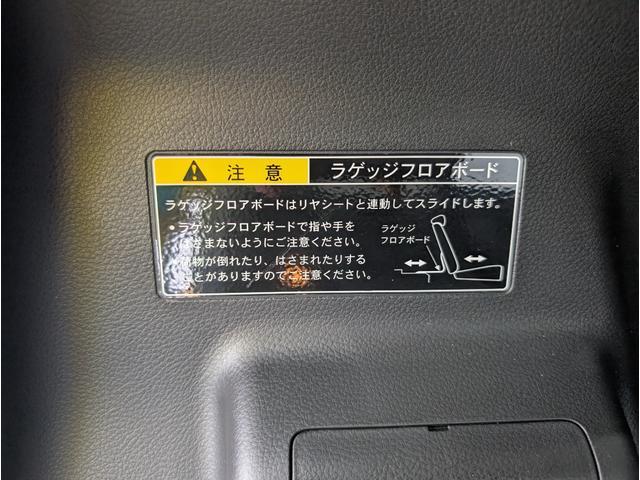 注意 ラゲッジフロアボード
ラゲッジフロアボードはリヤシートと連動してスライドします。
• ラゲッジフロアボードで指や手を
はさまないようにご注意ください。
荷物が倒れたり、はさまれたりする
ことがありますのでご注意ください。
ラゲッジ
フロアボード